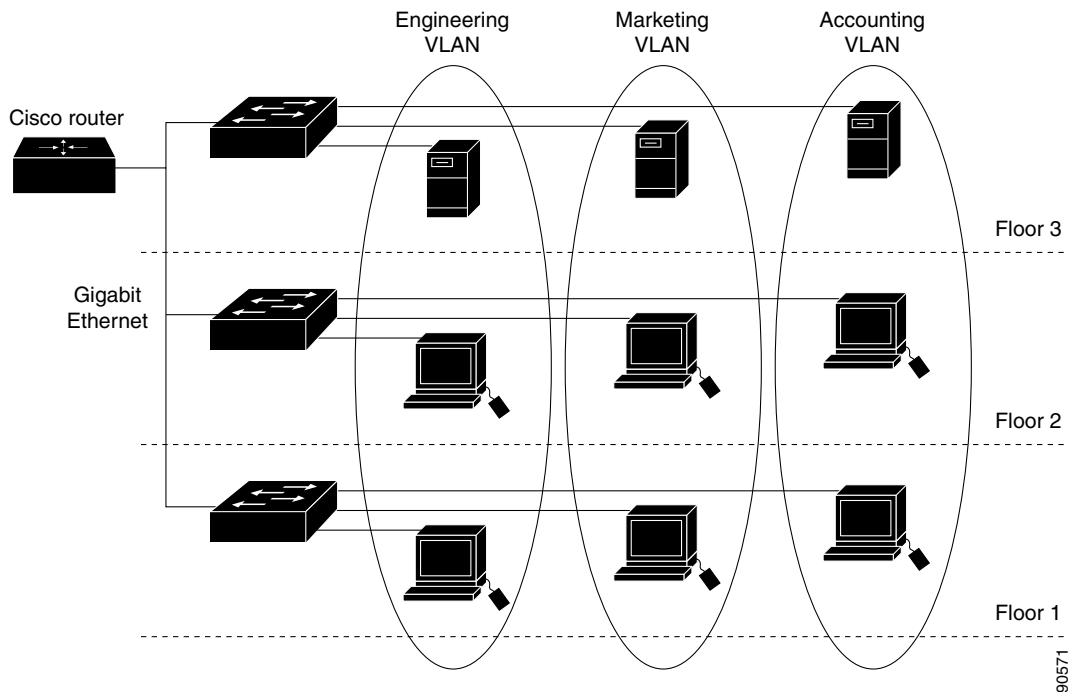 Engineering
VLAN
Marketing
VLAN
Accounting
VLAN
Cisco router
Floor 3
Gigabit
Ethernet
Floor 2
Floor 1
90571